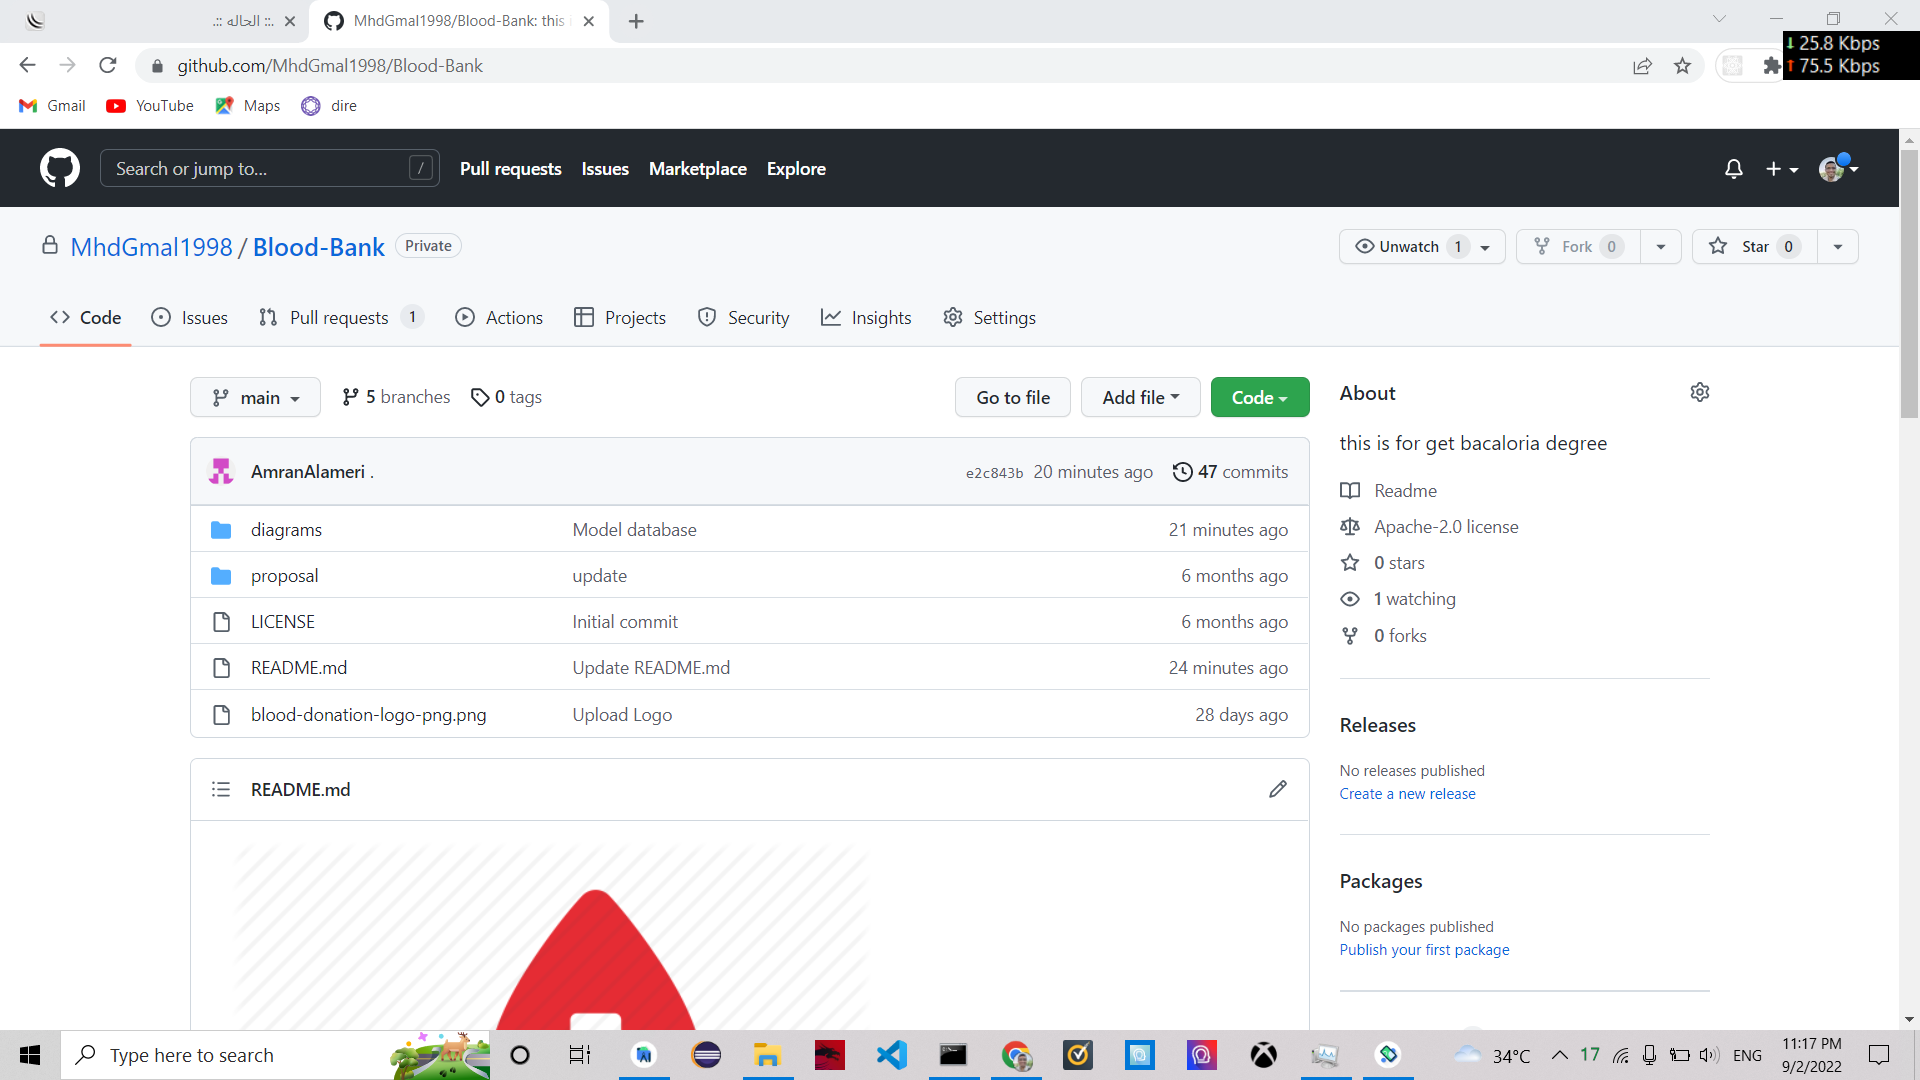 .:: الحاله ::.
MhdGmal1998/Blood-Bank: this i
github.com/MhdGmal1998/Blood-Bank
25.8 Kbps
75.5 Kbps
Gmail YouTube Maps dire
Search or jump to... / Pull requests Issues Marketplace Explore
MhdGmal1998 / Blood-Bank Private
Unwatch 1 Fork 0 Star 0
Code Issues Pull requests 1 Actions Projects Security Insights Settings
main 5 branches 0 tags Go to file Add file Code
AmranAlameri . e2c843b 20 minutes ago 47 commits
diagrams Model database 21 minutes ago
proposal update 6 months ago
LICENSE Initial commit 6 months ago
README.md Update README.md 24 minutes ago
blood-donation-logo-png.png Upload Logo 28 days ago
README.md
About
this is for get bacaloria degree
Readme
Apache-2.0 license
0 stars
1 watching
0 forks
Releases
No releases published
Create a new release
Packages
No packages published
Publish your first package
Type here to search
34°C 17 ENG
11:17 PM
9/2/2022